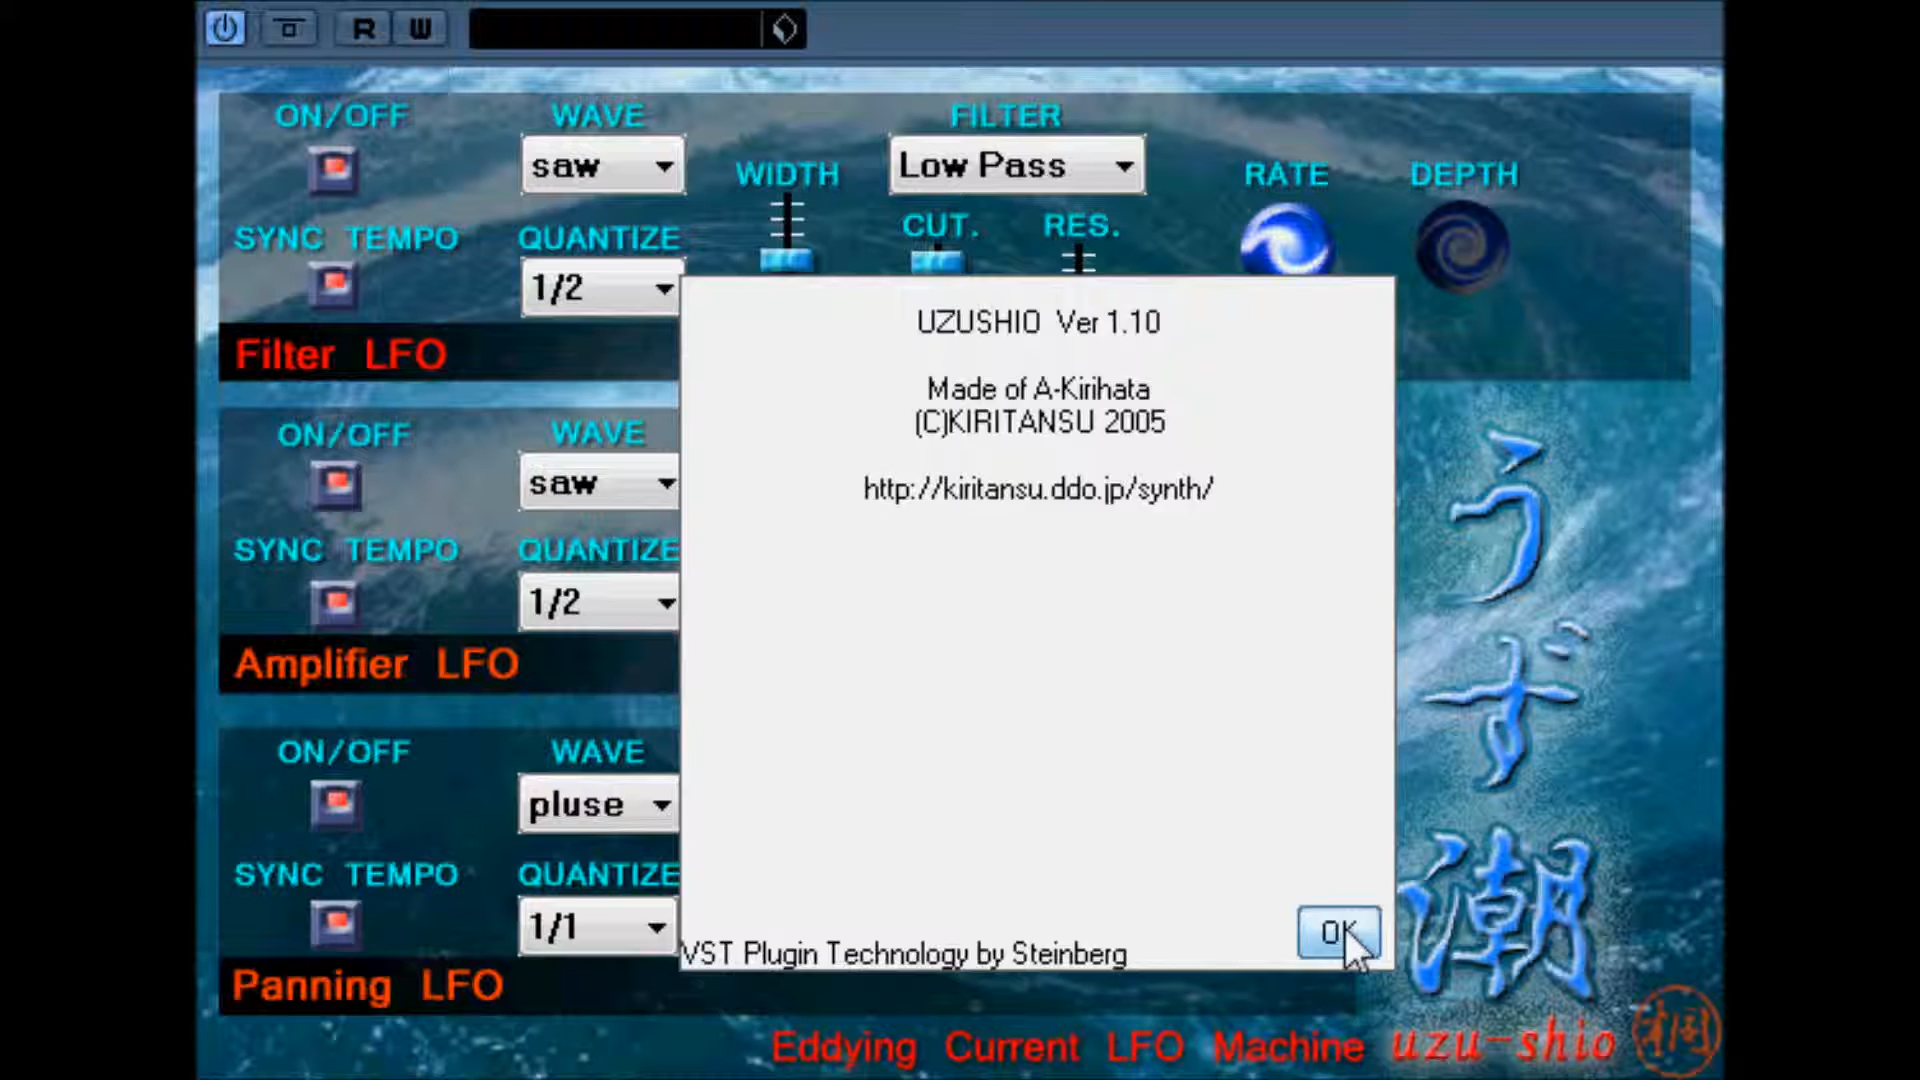 R W
ON/OFF WAVE FILTER
saw Low Pass
WIDTH RATE DEPTH
CUT. RES.
SYNC TEMPO QUANTIZE
1/2
Filter LFO
UZUSHIO Ver 1.10
Made of A-Kirihata
(C)KIRITANSU 2005
http://kiritansu.ddo.jp/synth/
VST Plugin Technology by Steinberg
OK
ON/OFF WAVE
saw
SYNC TEMPO QUANTIZE
1/2
Amplifier LFO
ON/OFF WAVE
pluse
SYNC TEMPO QUANTIZE
1/1
Panning LFO
うず潮
Eddying Current LFO Machine uzu-shio